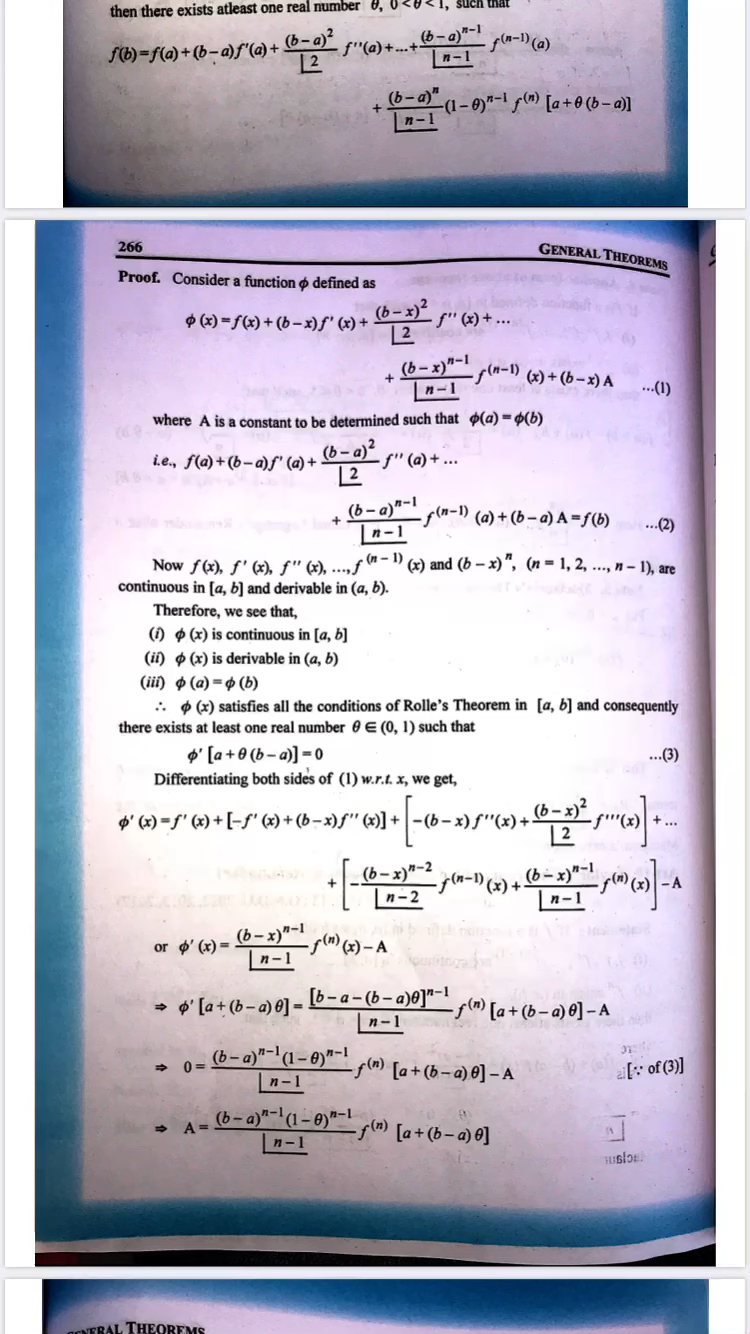 then there exists atleast one real number θ, 0 < θ < 1, such that
f(b) = f(a) + (b – a) f'(a) + (b – a)² / ⌊2 f''(a) + ... + (b – a)ⁿ⁻¹ / ⌊n – 1 f⁽ⁿ⁻¹⁾(a)
+ (b – a)ⁿ / ⌊n – 1 (1 – θ)ⁿ⁻¹ f⁽ⁿ⁾ [a + θ (b – a)]
266 GENERAL THEOREMS
Proof. Consider a function ϕ defined as
ϕ (x) = f(x) + (b – x) f' (x) + (b – x)² / ⌊2 f'' (x) + ...
+ (b – x)ⁿ⁻¹ / ⌊n – 1 f⁽ⁿ⁻¹⁾ (x) + (b – x) A ...(1)
where A is a constant to be determined such that ϕ(a) = ϕ(b)
i.e., f(a) + (b – a) f' (a) + (b – a)² / ⌊2 f'' (a) + ...
+ (b – a)ⁿ⁻¹ / ⌊n – 1 f⁽ⁿ⁻¹⁾ (a) + (b – a) A = f(b) ...(2)
Now f(x), f' (x), f'' (x), ..., f ⁽ⁿ ⁻ ¹⁾ (x) and (b – x) ⁿ, (n = 1, 2, ..., n – 1), are
continuous in [a, b] and derivable in (a, b).
Therefore, we see that,
(i) ϕ (x) is continuous in [a, b]
(ii) ϕ (x) is derivable in (a, b)
(iii) ϕ (a) = ϕ (b)
∴ ϕ (x) satisfies all the conditions of Rolle's Theorem in [a, b] and consequently
there exists at least one real number θ ∈ (0, 1) such that
ϕ' [a + θ (b – a)] = 0 ...(3)
Differentiating both sides of (1) w.r.t. x, we get,
ϕ' (x) = f' (x) + [– f' (x) + (b – x) f'' (x)] + [– (b – x) f''(x) + (b – x)² / ⌊2 f'''(x)] + ...
+ [– (b – x)ⁿ⁻² / ⌊n – 2 f⁽ⁿ⁻¹⁾ (x) + (b – x)ⁿ⁻¹ / ⌊n – 1 f⁽ⁿ⁾ (x)] – A
or ϕ' (x) = (b – x)ⁿ⁻¹ / ⌊n – 1 f⁽ⁿ⁾ (x) – A
⇒ ϕ' [a + (b – a) θ] = [b – a – (b – a)θ]ⁿ⁻¹ / ⌊n – 1 f⁽ⁿ⁾ [a + (b – a) θ] – A
⇒ 0 = (b – a)ⁿ⁻¹ (1 – θ)ⁿ⁻¹ / ⌊n – 1 f⁽ⁿ⁾ [a + (b – a) θ] – A [∵ of (3)]
⇒ A = (b – a)ⁿ⁻¹ (1 – θ)ⁿ⁻¹ / ⌊n – 1 f⁽ⁿ⁾ [a + (b – a) θ]
THEOREMS